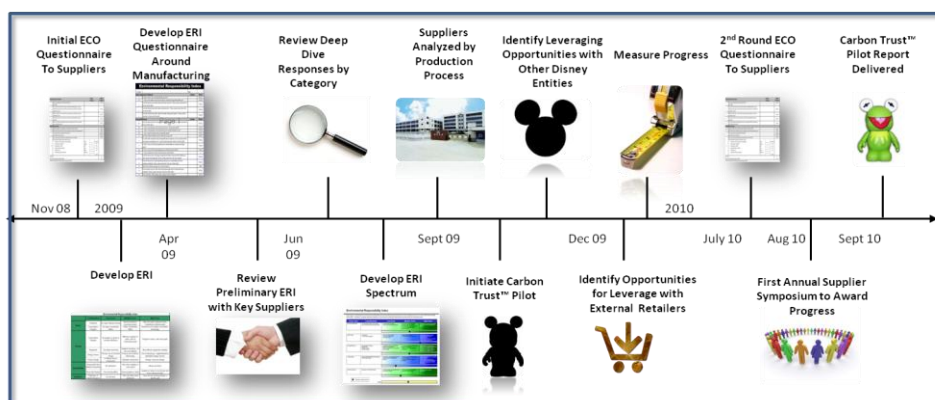 Initial ECO
Questionnaire
To Suppliers
Develop ERI
Questionnaire
Around
Manufacturing
Review Deep
Dive
Responses by
Category
Suppliers
Analyzed by
Production
Process
Identify Leveraging
Opportunities with
Other Disney
Entities
Measure Progress
2nd Round ECO
Questionnaire
To Suppliers
Carbon Trust™
Pilot Report
Delivered
Environmental Responsibility Index
Nov 08
2009
2010
Apr
09
Jun
09
Sept 09
Dec 09
July 10
Aug 10
Sept 10
Develop ERI
Review
Preliminary ERI
with Key Suppliers
Develop ERI
Spectrum
Initiate Carbon
Trust™ Pilot
Identify Opportunities
for Leverage with
External Retailers
First Annual Supplier
Symposium to Award
Progress